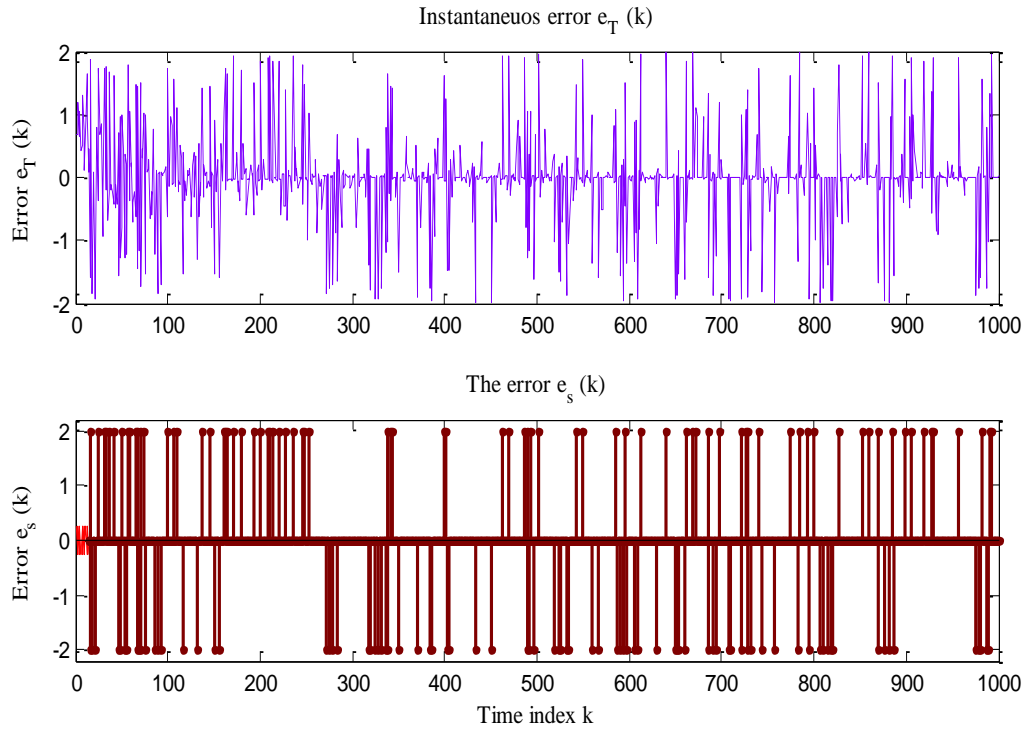 Instantaneuos error e_T (k)
Error e_T (k)
2
1
0
-1
-2
0 100 200 300 400 500 600 700 800 900 1000
The error e_s (k)
Error e_s (k)
2
1
0
-1
-2
0 100 200 300 400 500 600 700 800 900 1000
Time index k